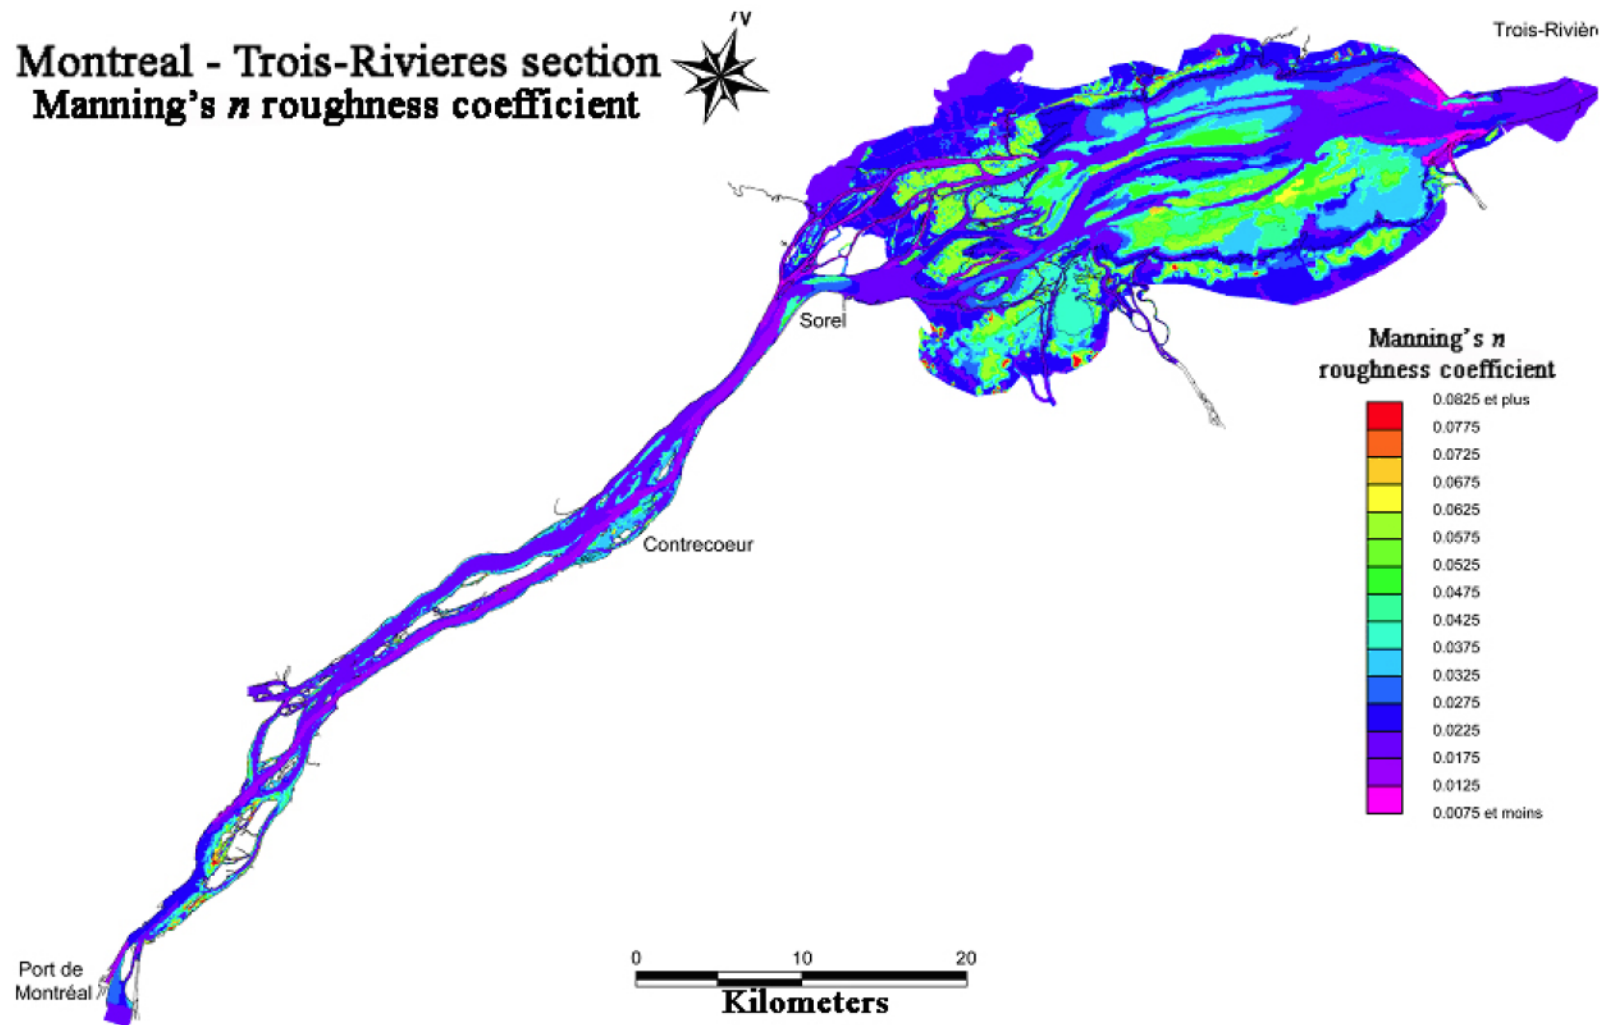 N
Trois-Rivièr
Montreal - Trois-Rivieres section
Manning's n roughness coefficient
Sorel
Manning's n
roughness coefficient
0.0825 et plus
0.0775
0.0725
0.0675
0.0625
0.0575
0.0525
0.0475
0.0425
0.0375
0.0325
0.0275
0.0225
0.0175
0.0125
0.0075 et moins
Contrecoeur
Port de
Montréal
0 10 20
Kilometers